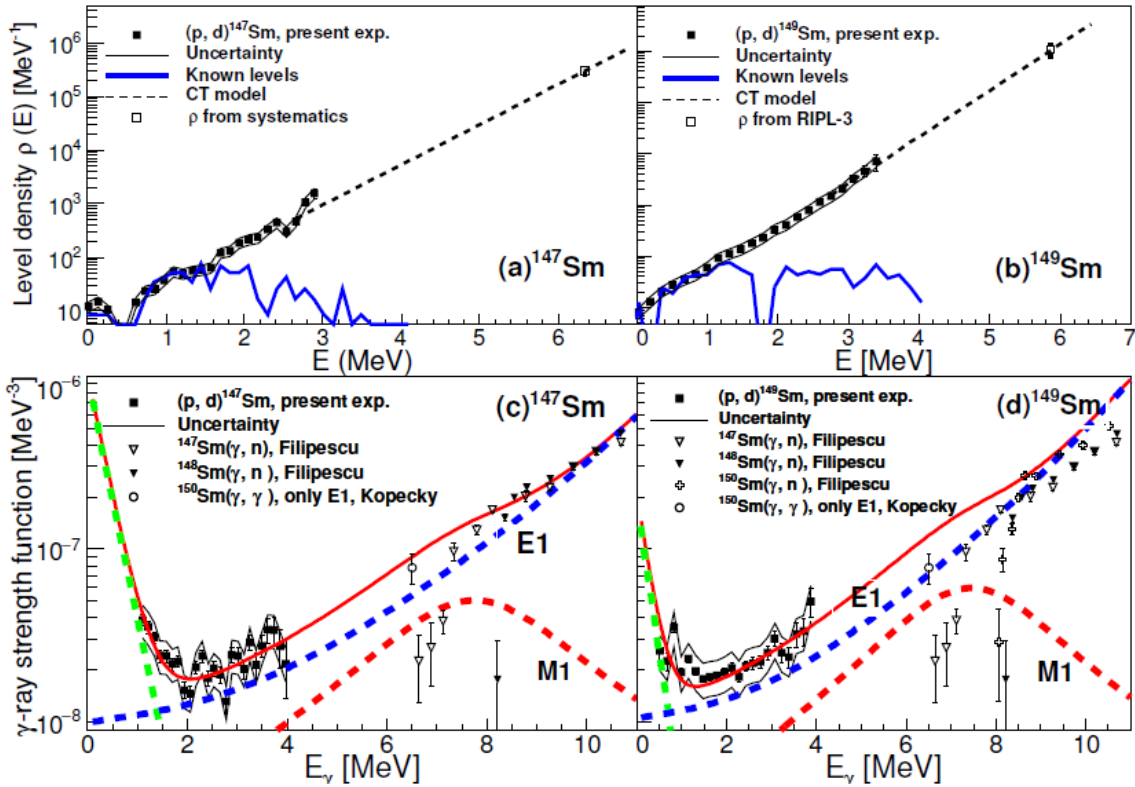 Level density ρ (E) [MeV⁻¹]
10⁶
10⁵
10⁴
10³
10²
10
(p, d)¹⁴⁷Sm, present exp.
Uncertainty
Known levels
CT model
ρ from systematics
(a)¹⁴⁷Sm
0 1 2 3 4 5 6
E (MeV)
(p, d)¹⁴⁹Sm, present exp.
Uncertainty
Known levels
CT model
ρ from RIPL-3
(b)¹⁴⁹Sm
0 1 2 3 4 5 6 7
E [MeV]
γ-ray strength function [MeV⁻³]
10⁻⁶
10⁻⁷
10⁻⁸
(p, d)¹⁴⁷Sm, present exp.
Uncertainty
¹⁴⁷Sm(γ, n), Filipescu
¹⁴⁸Sm(γ, n ), Filipescu
¹⁵⁰Sm(γ, γ ), only E1, Kopecky
(c)¹⁴⁷Sm
E1
M1
0 2 4 6 8 10
Eγ [MeV]
(p, d)¹⁴⁹Sm, present exp.
Uncertainty
¹⁴⁷Sm(γ, n), Filipescu
¹⁴⁸Sm(γ, n), Filipescu
¹⁵⁰Sm(γ, n), Filipescu
¹⁵⁰Sm(γ, γ ), only E1, Kopecky
(d)¹⁴⁹Sm
E1
M1
0 2 4 6 8 10
Eγ [MeV]